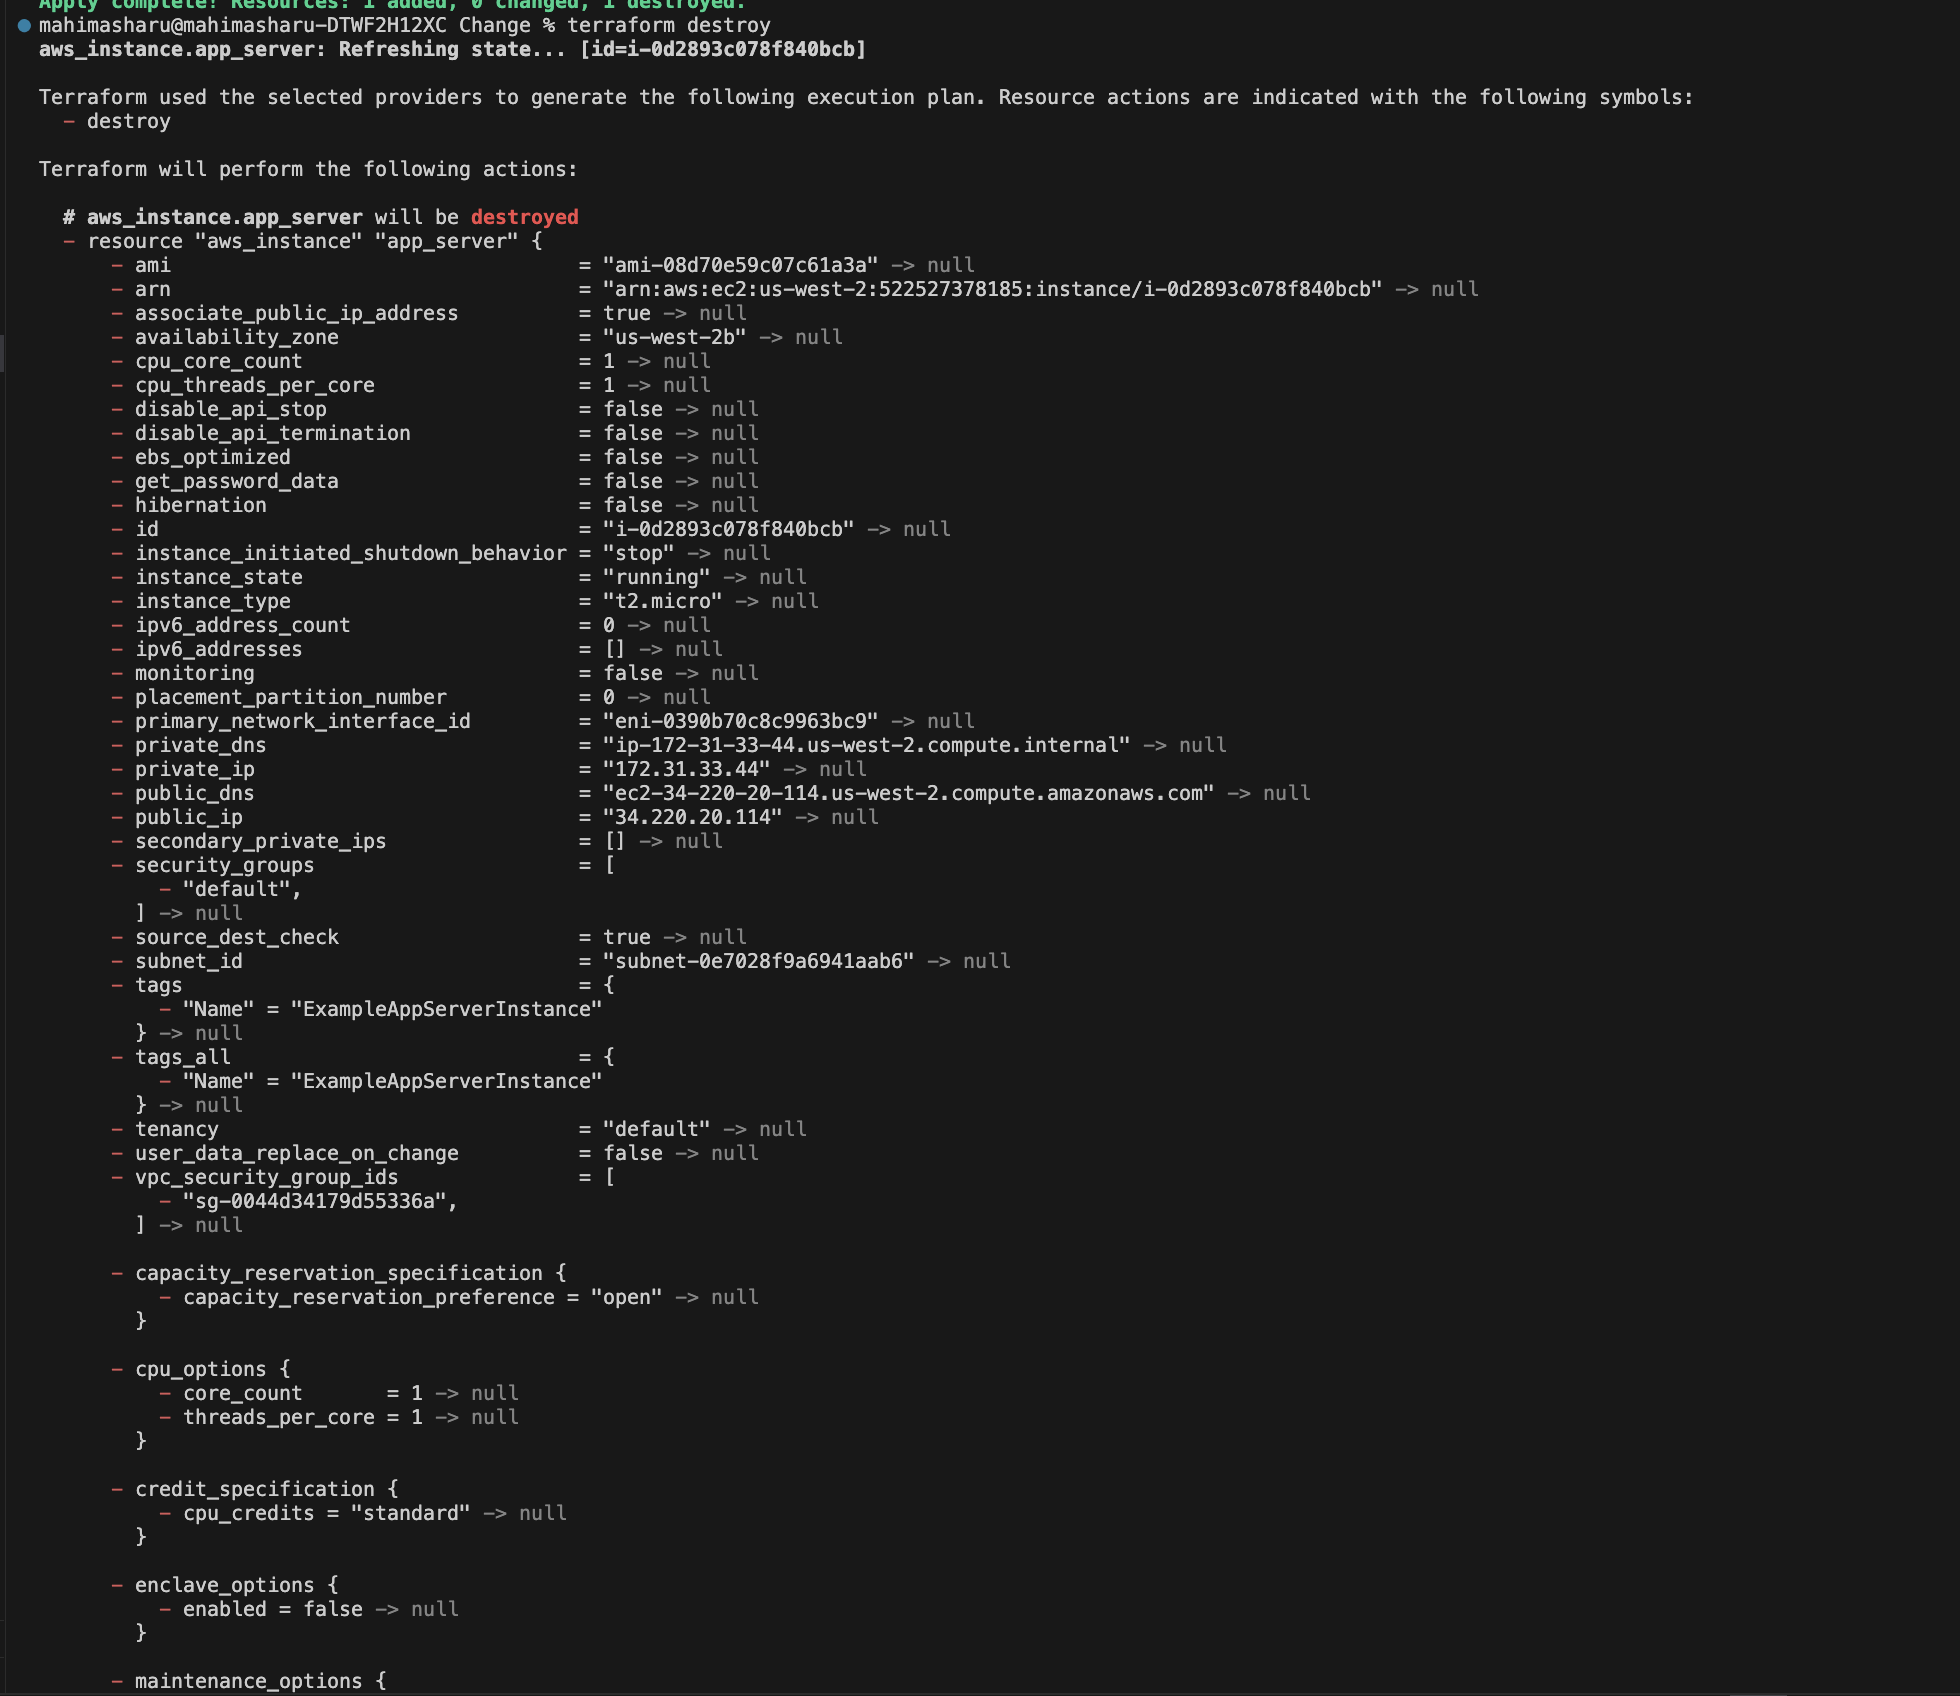 Apply complete! Resources: 1 added, 0 changed, 1 destroyed.
mahimasharu@mahimasharu-DTWF2H12XC Change % terraform destroy
aws_instance.app_server: Refreshing state... [id=i-0d2893c078f840bcb]
Terraform used the selected providers to generate the following execution plan. Resource actions are indicated with the following symbols:
- destroy
Terraform will perform the following actions:
# aws_instance.app_server will be destroyed
- resource "aws_instance" "app_server" {
- ami = "ami-08d70e59c07c61a3a" -> null
- arn = "arn:aws:ec2:us-west-2:522527378185:instance/i-0d2893c078f840bcb" -> null
- associate_public_ip_address = true -> null
- availability_zone = "us-west-2b" -> null
- cpu_core_count = 1 -> null
- cpu_threads_per_core = 1 -> null
- disable_api_stop = false -> null
- disable_api_termination = false -> null
- ebs_optimized = false -> null
- get_password_data = false -> null
- hibernation = false -> null
- id = "i-0d2893c078f840bcb" -> null
- instance_initiated_shutdown_behavior = "stop" -> null
- instance_state = "running" -> null
- instance_type = "t2.micro" -> null
- ipv6_address_count = 0 -> null
- ipv6_addresses = [] -> null
- monitoring = false -> null
- placement_partition_number = 0 -> null
- primary_network_interface_id = "eni-0390b70c8c9963bc9" -> null
- private_dns = "ip-172-31-33-44.us-west-2.compute.internal" -> null
- private_ip = "172.31.33.44" -> null
- public_dns = "ec2-34-220-20-114.us-west-2.compute.amazonaws.com" -> null
- public_ip = "34.220.20.114" -> null
- secondary_private_ips = [] -> null
- security_groups = [
- "default",
] -> null
- source_dest_check = true -> null
- subnet_id = "subnet-0e7028f9a6941aab6" -> null
- tags = {
- "Name" = "ExampleAppServerInstance"
} -> null
- tags_all = {
- "Name" = "ExampleAppServerInstance"
} -> null
- tenancy = "default" -> null
- user_data_replace_on_change = false -> null
- vpc_security_group_ids = [
- "sg-0044d34179d55336a",
] -> null
- capacity_reservation_specification {
- capacity_reservation_preference = "open" -> null
}
- cpu_options {
- core_count = 1 -> null
- threads_per_core = 1 -> null
}
- credit_specification {
- cpu_credits = "standard" -> null
}
- enclave_options {
- enabled = false -> null
}
- maintenance_options {